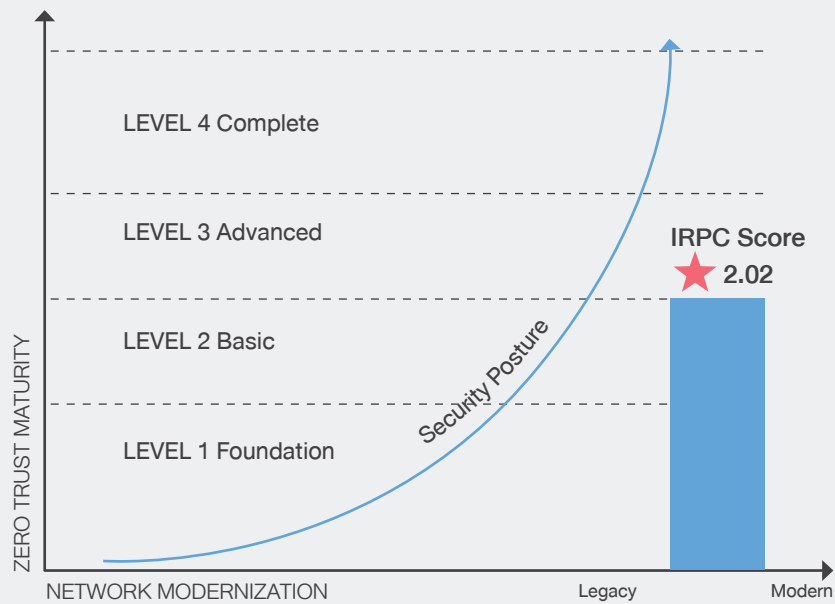 LEVEL 4 Complete
LEVEL 3 Advanced
IRPC Score
2.02
LEVEL 2 Basic
Security Posture
LEVEL 1 Foundation
ZERO TRUST MATURITY
NETWORK MODERNIZATION
Legacy
Modern